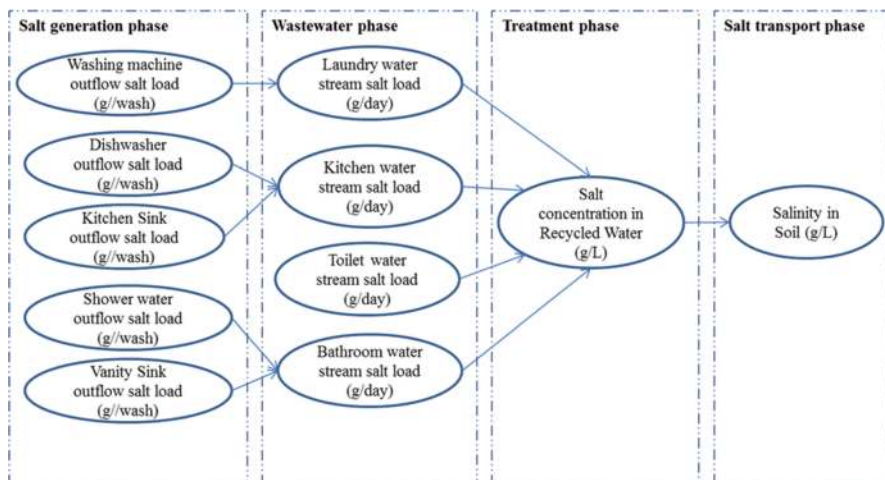 Salt generation phase
Washing machine
outflow salt load
(g//wash)
Dishwasher
outflow salt load
(g//wash)
Kitchen Sink
outflow salt load
(g//wash)
Shower water
outflow salt load
(g//wash)
Vanity Sink
outflow salt load
(g//wash)
Wastewater phase
Laundry water
stream salt load
(g/day)
Kitchen water
stream salt load
(g/day)
Toilet water
stream salt load
(g/day)
Bathroom water
stream salt load
(g/day)
Treatment phase
Salt
concentration in
Recycled Water
(g/L)
Salt transport phase
Salinity in
Soil (g/L)